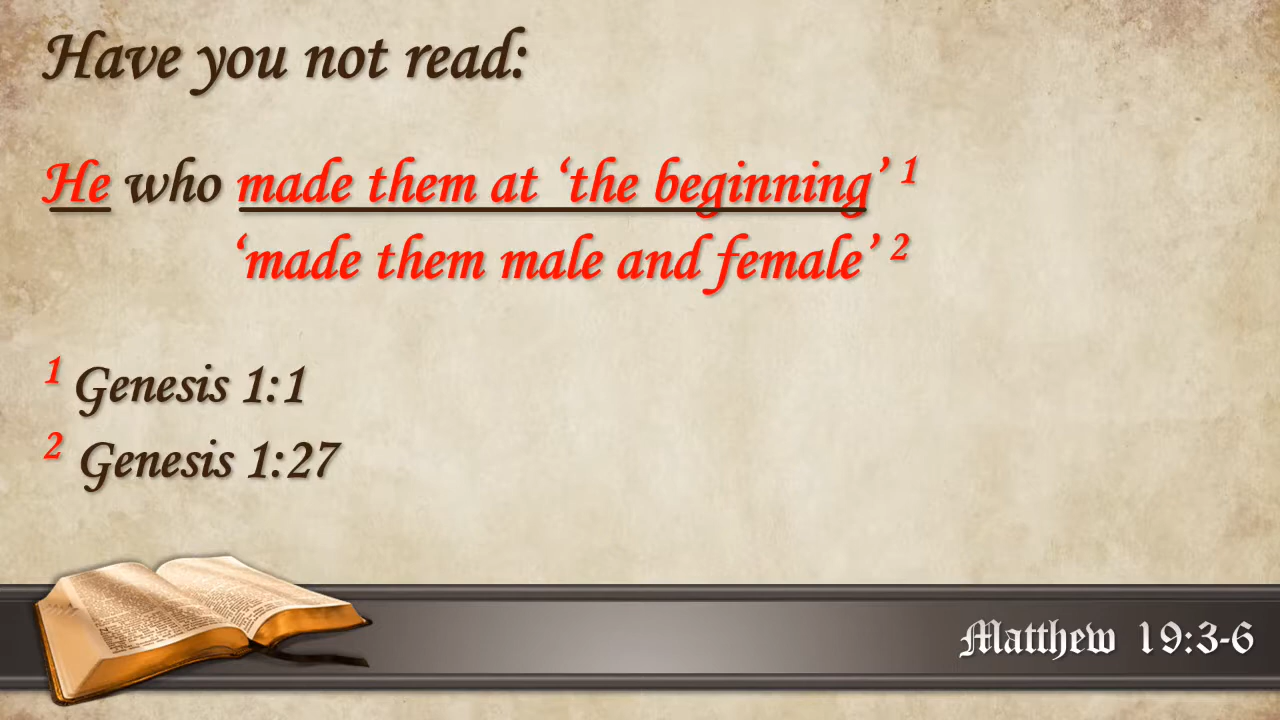 Have you not read:
He who made them at ‘the beginning’ 1
‘made them male and female’ 2
1 Genesis 1:1
2 Genesis 1:27
Matthew 19:3-6